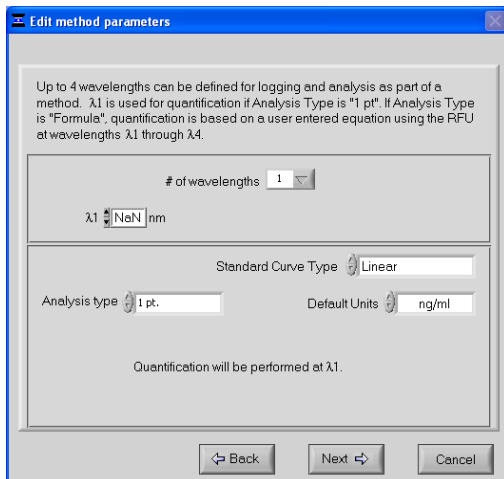 Edit method parameters
Up to 4 wavelengths can be defined for logging and analysis as part of a
method. λ1 is used for quantification if Analysis Type is "1 pt". If Analysis Type
is "Formula", quantification is based on a user entered equation using the RFU
at wavelengths λ1 through λ4.
# of wavelengths 1
λ1 NaN nm
Standard Curve Type Linear
Analysis type 1 pt. Default Units ng/ml
Quantification will be performed at λ1.
Back Next Cancel